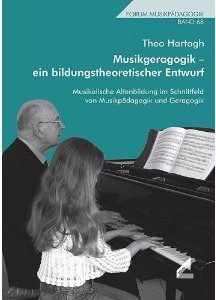 FORUM MUSIKPÄDAGOGIK
BAND 68
Theo Hartogh
Musikgeragogik –
ein bildungstheoretischer Entwurf
Musikalische Altenbildung im Schnittfeld
von Musikpädagogik und Geragogik